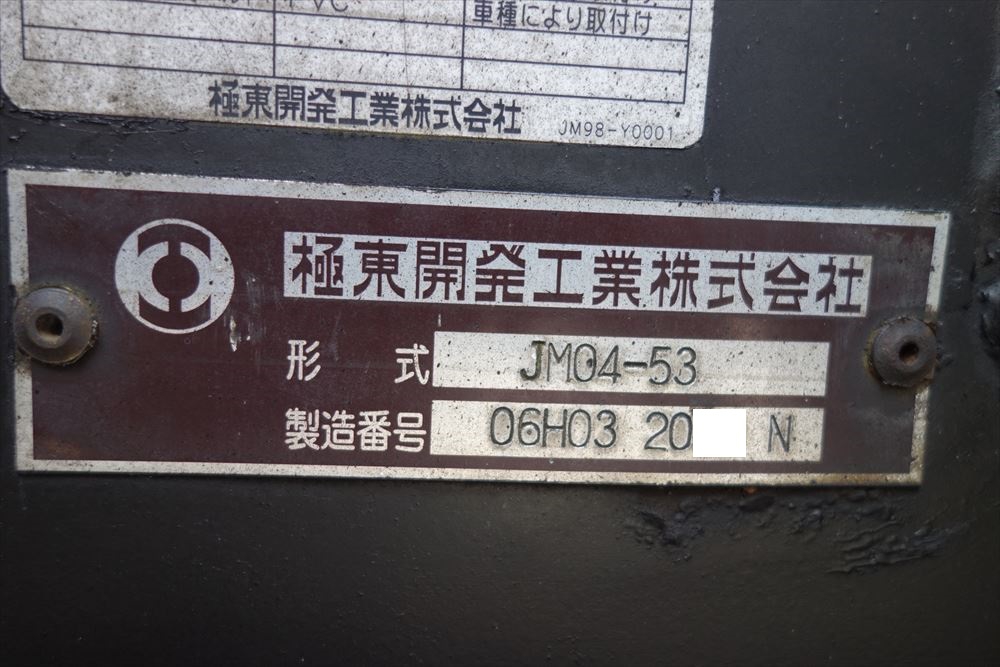 PVC
車種により取付け
極東開発工業株式会社
JM98-Y0001
極東開発工業株式会社
形 式 JM04-53
製造番号 06H03 20 N